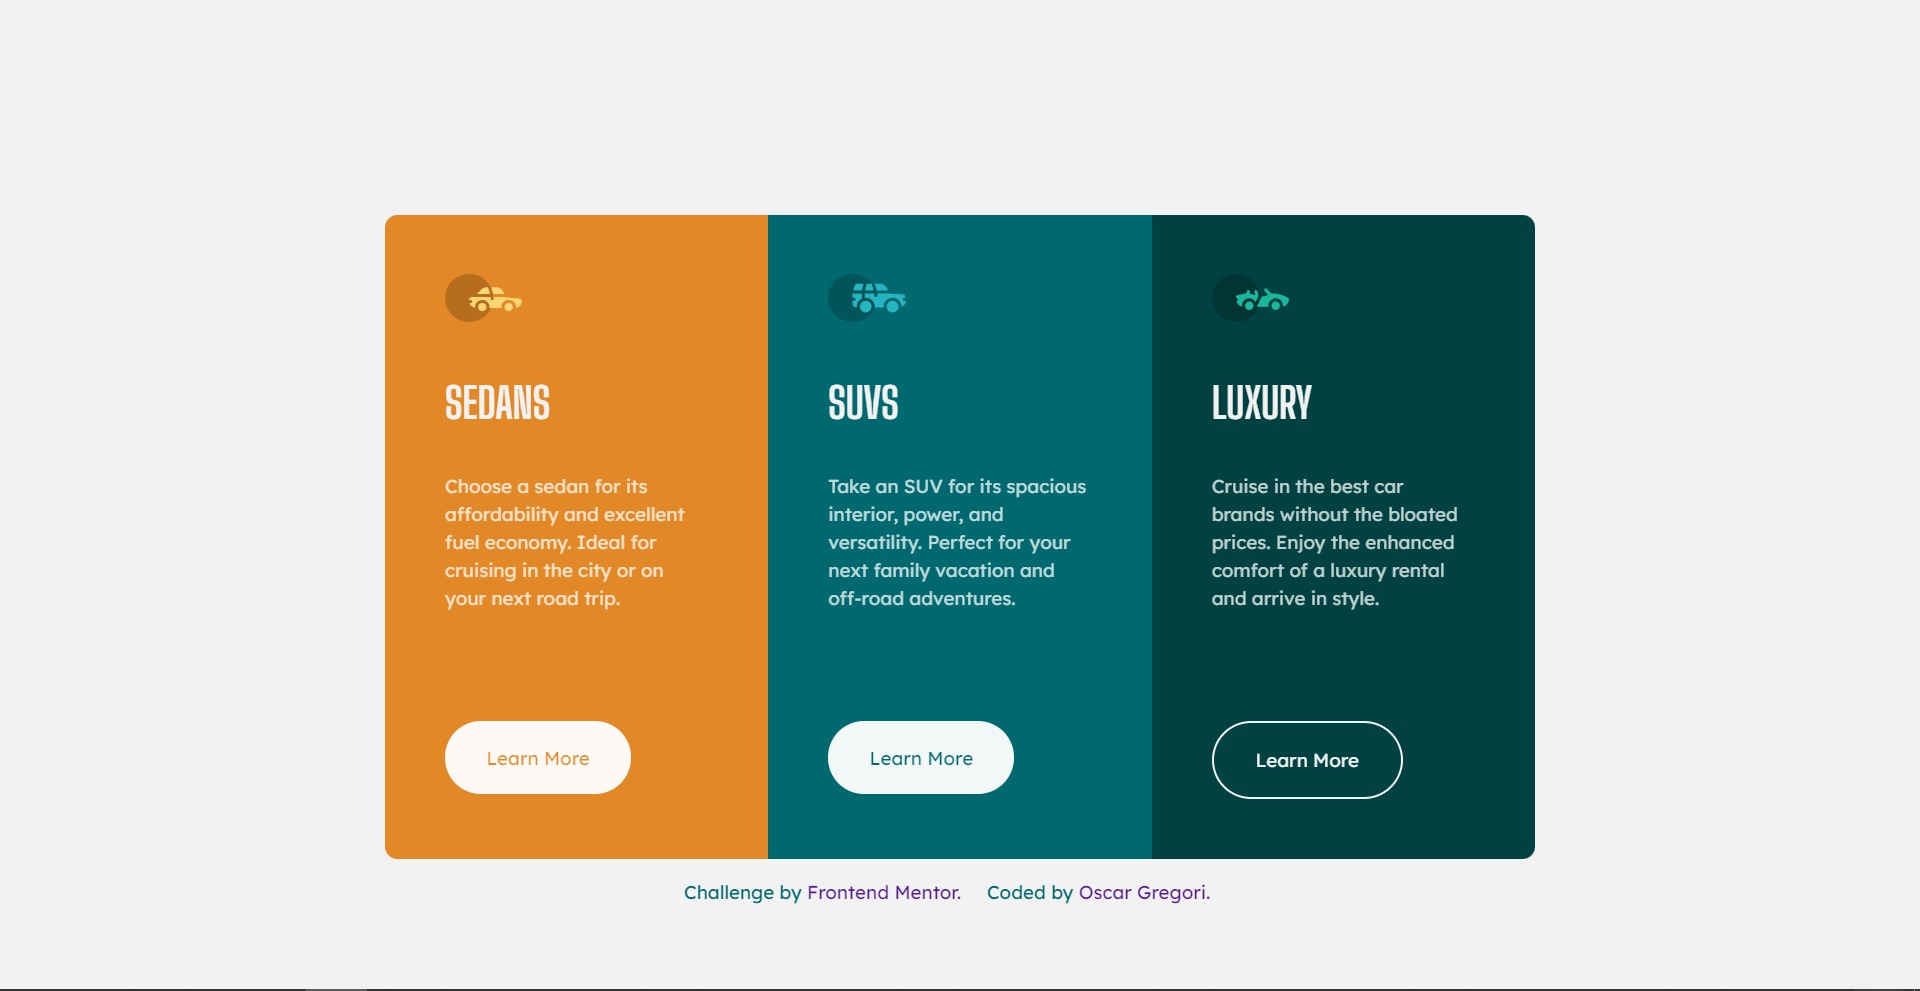 SEDANS
Choose a sedan for its
affordability and excellent
fuel economy. Ideal for
cruising in the city or on
your next road trip.
Learn More
SUVS
Take an SUV for its spacious
interior, power, and
versatility. Perfect for your
next family vacation and
off-road adventures.
Learn More
LUXURY
Cruise in the best car
brands without the bloated
prices. Enjoy the enhanced
comfort of a luxury rental
and arrive in style.
Learn More
Challenge by Frontend Mentor. Coded by Oscar Gregori.